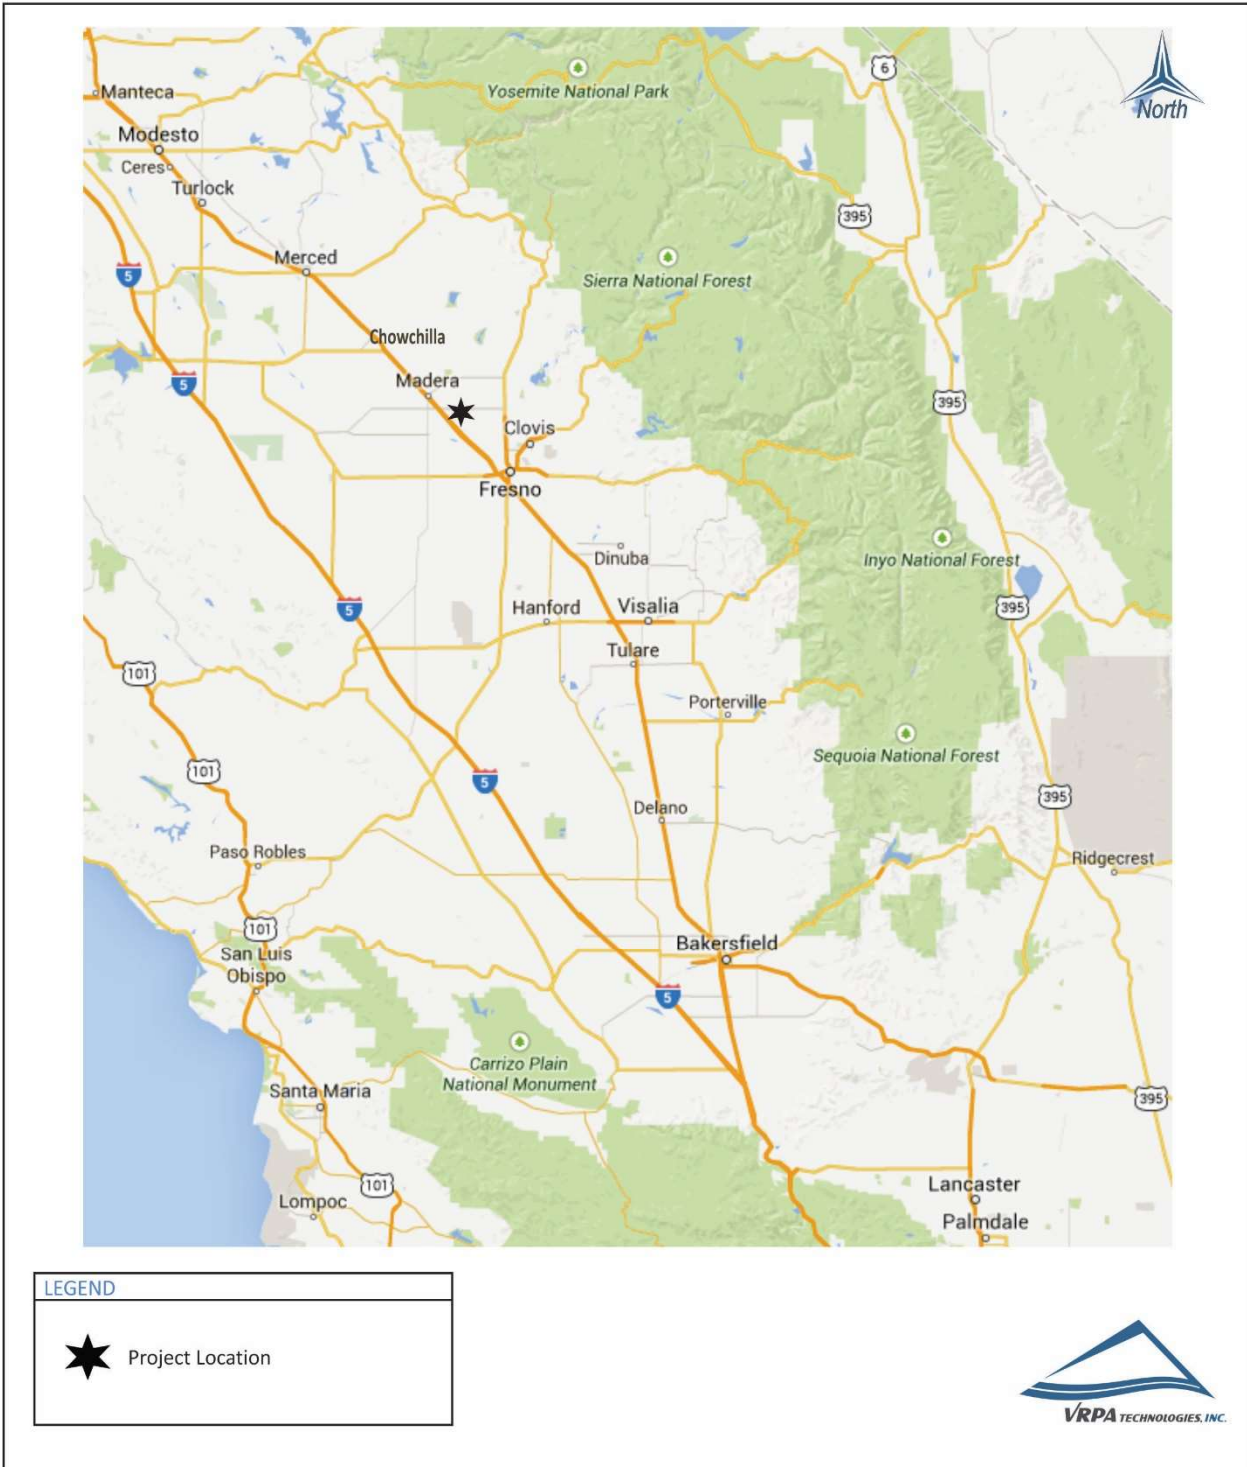 6
North
Yosemite National Park
Manteca
Modesto
Ceres
Turlock
395
Merced
5
Sierra National Forest
Chowchilla
Madera
5
395
Clovis
Fresno
Dinuba
Inyo National Forest
5
Hanford
Visalia
395
Tulare
101
Porterville
Sequoia National Forest
101
5
395
Delano
Paso Robles
Ridgecrest
101
San Luis
Obispo
Bakersfield
5
Carrizo Plain
National Monument
Santa Maria
395
101
Lompoc
Lancaster
Palmdale
LEGEND
Project Location
VRPA TECHNOLOGIES, INC.